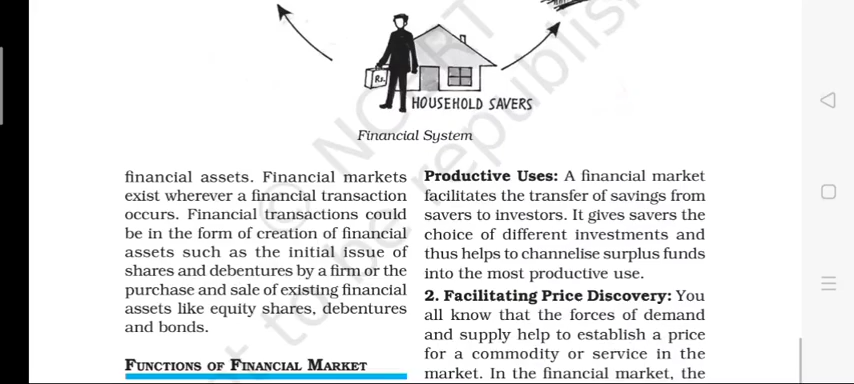 Rs.
HOUSEHOLD SAVERS
Financial System
financial assets. Financial markets
exist wherever a financial transaction
occurs. Financial transactions could
be in the form of creation of financial
assets such as the initial issue of
shares and debentures by a firm or the
purchase and sale of existing financial
assets like equity shares, debentures
and bonds.
FUNCTIONS OF FINANCIAL MARKET
Productive Uses: A financial market
facilitates the transfer of savings from
savers to investors. It gives savers the
choice of different investments and
thus helps to channelise surplus funds
into the most productive use.
2. Facilitating Price Discovery: You
all know that the forces of demand
and supply help to establish a price
for a commodity or service in the
market. In the financial market, the
© NCERT
not to be republish